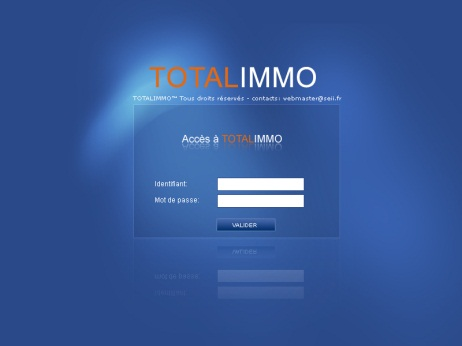 TOTALIMMO
TOTALIMMO™ Tous droits réservés - contacts: webmaster@seii.fr
Accès à TOTALIMMO
Identifiant:
Mot de passe:
VALIDER